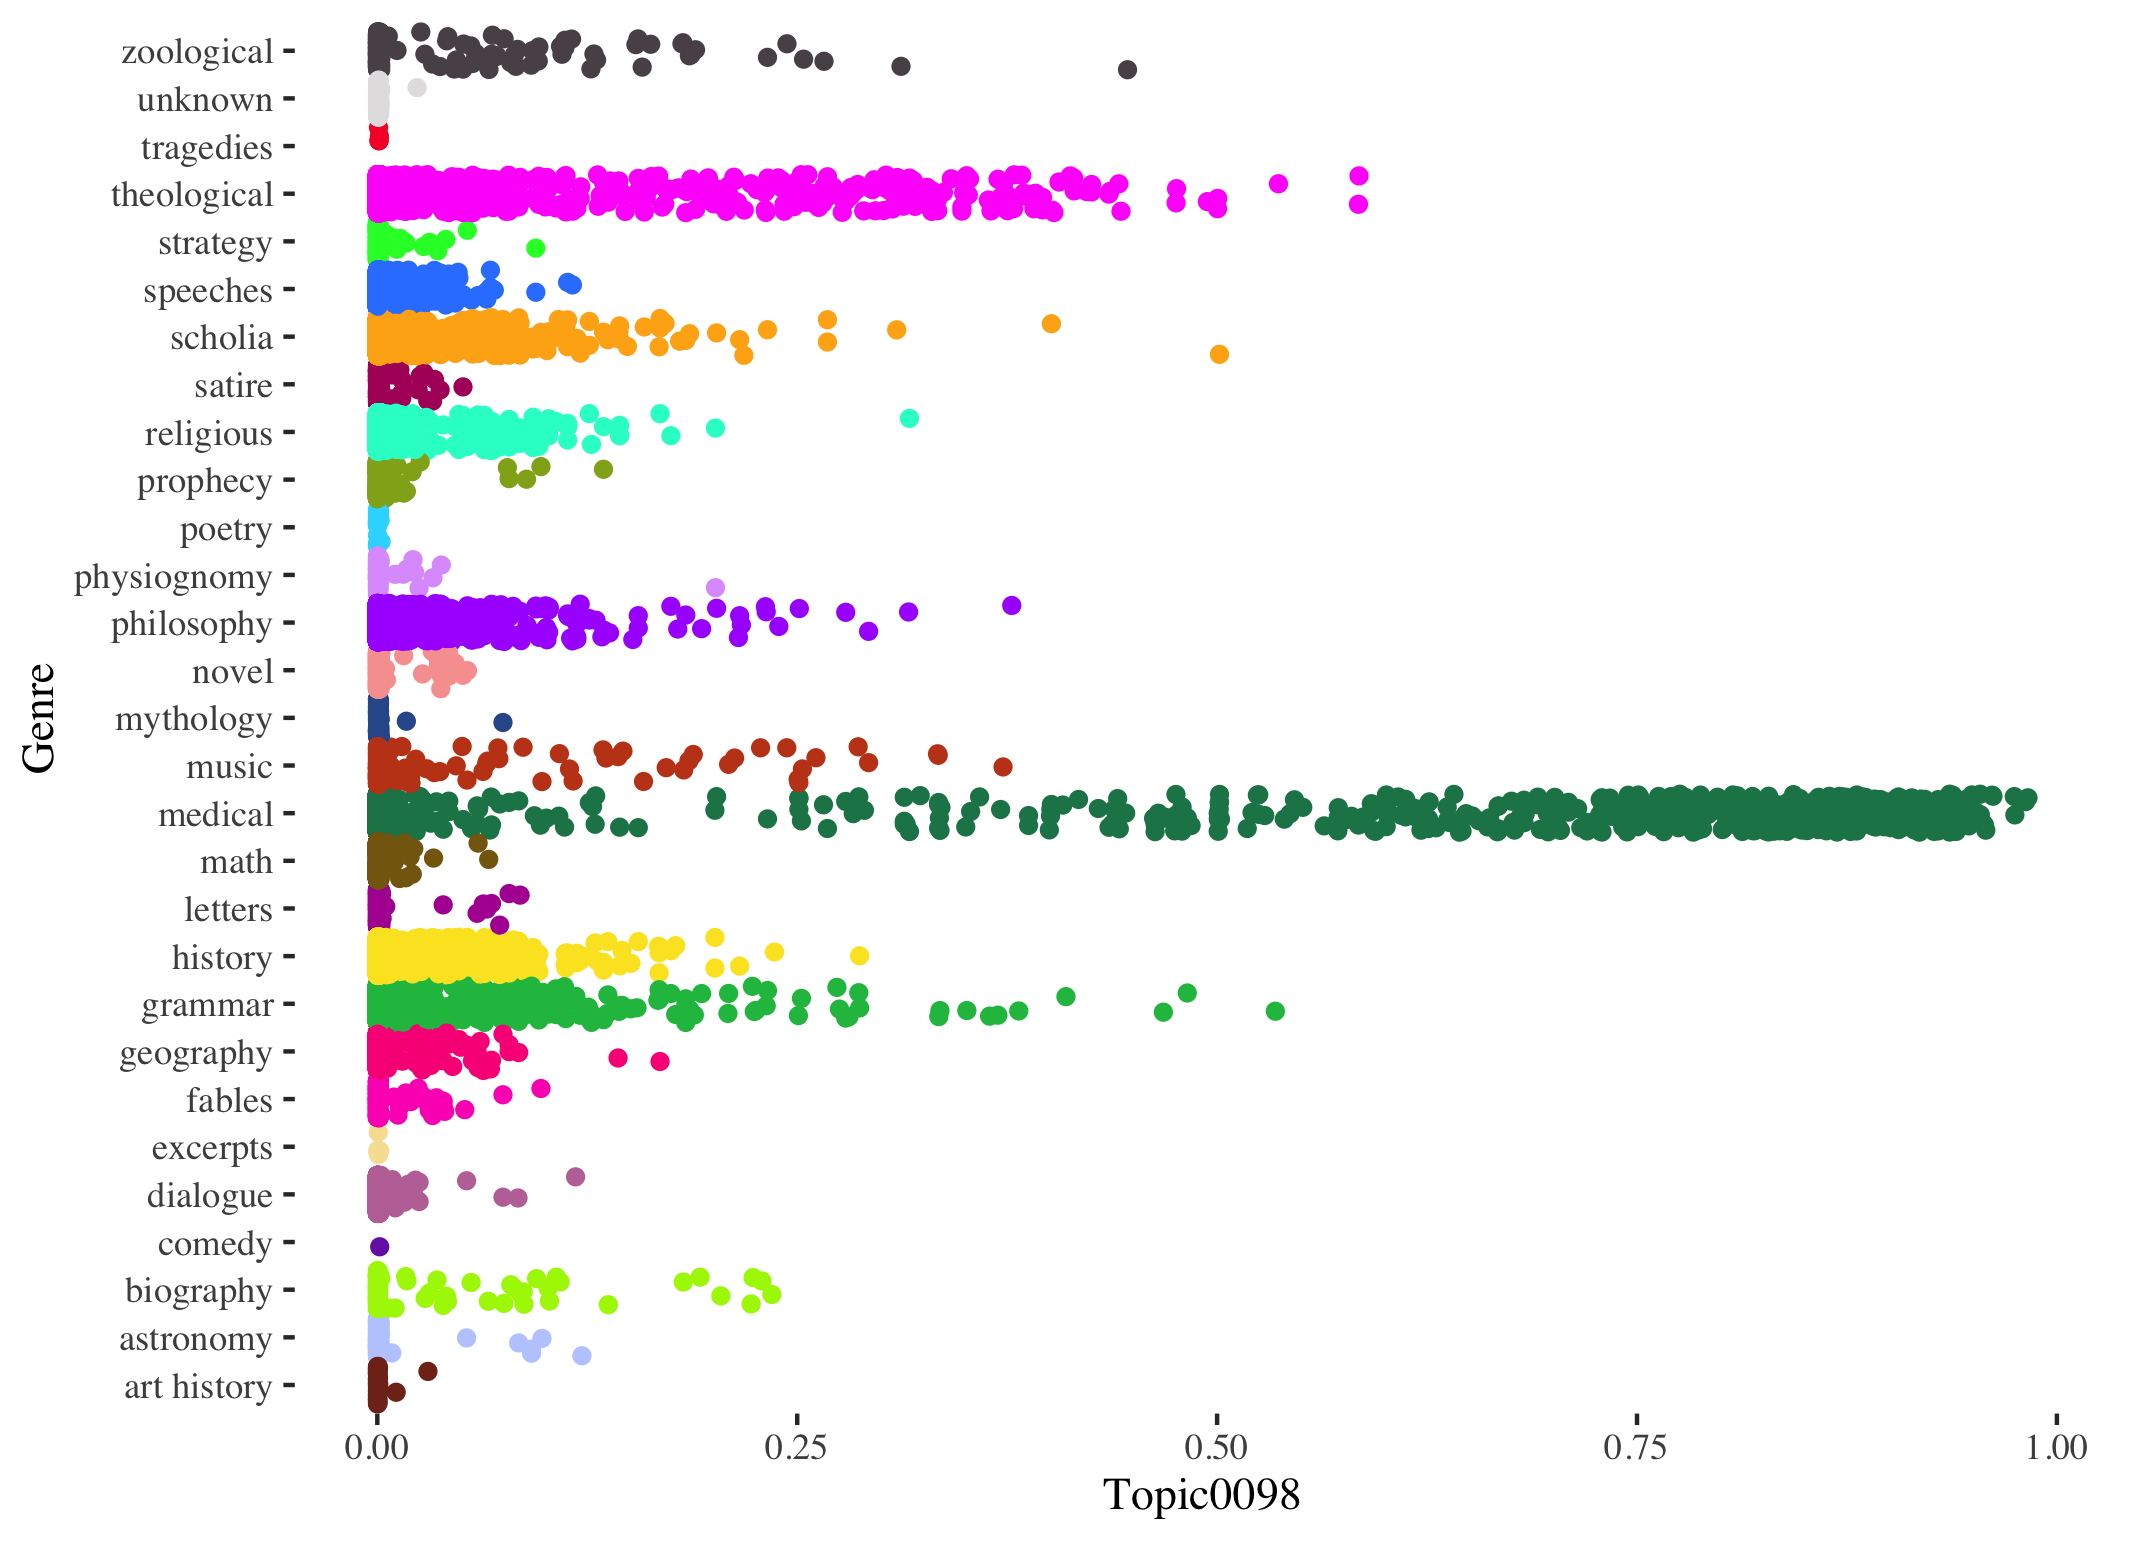 zoological
unknown
tragedies
theological
strategy
speeches
scholia
satire
religious
prophecy
poetry
physiognomy
philosophy
novel
mythology
music
medical
math
letters
history
grammar
geography
fables
excerpts
dialogue
comedy
biography
astronomy
art history
Genre
0.00 0.25 0.50 0.75 1.00
Topic0098